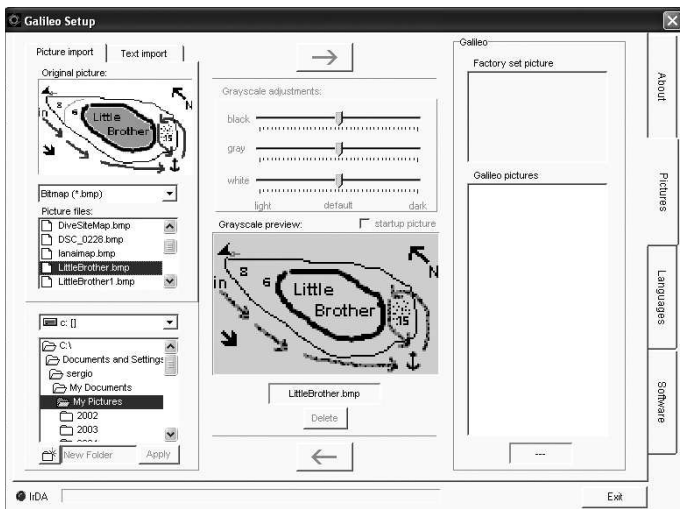 Galileo Setup
Picture import
Text import
Original picture:
8
6
in
Little
Brother
N
15
Bitmap (*.bmp)
Picture files:
DiveSiteMap.bmp
DSC_0228.bmp
lanaimap.bmp
LittleBrother.bmp
LittleBrother1.bmp
c: []
C:\
Documents and Settings
sergio
My Documents
My Pictures
2002
2003
New Folder
Apply
Grayscale adjustments:
black
gray
white
light
default
dark
Grayscale preview:
startup picture
8
6
in
Little
Brother
N
15
LittleBrother.bmp
Delete
Galileo
Factory set picture
Galileo pictures
---
About
Pictures
Languages
Software
IrDA
Exit